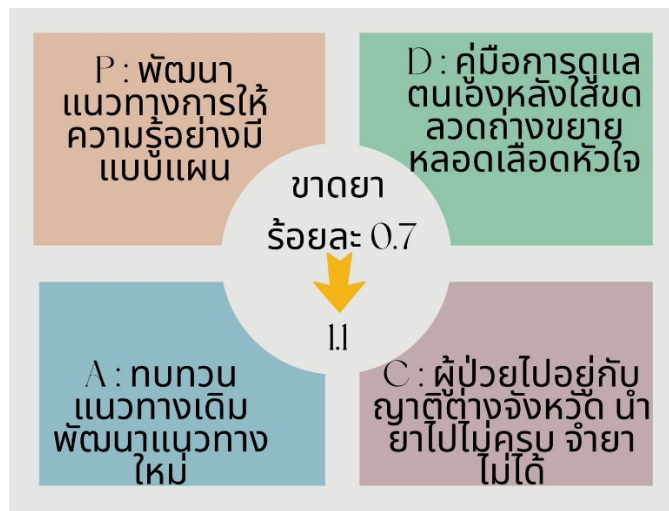 P : พัฒนา
แนวทางการให้
ความรู้อย่างมี
แบบแผน
D : คู่มือการดูแล
ตนเองหลังใส่ขด
ลวดถ่างขยาย
หลอดเลือดหัวใจ
ขาดยา
ร้อยละ 0.7
1.1
A : ทบทวน
แนวทางเดิม
พัฒนาแนวทาง
ใหม่
C : ผู้ป่วยไปอยู่กับ
ญาติต่างจังหวัด นำ
ยาไปไม่ครบ จำยา
ไม่ได้